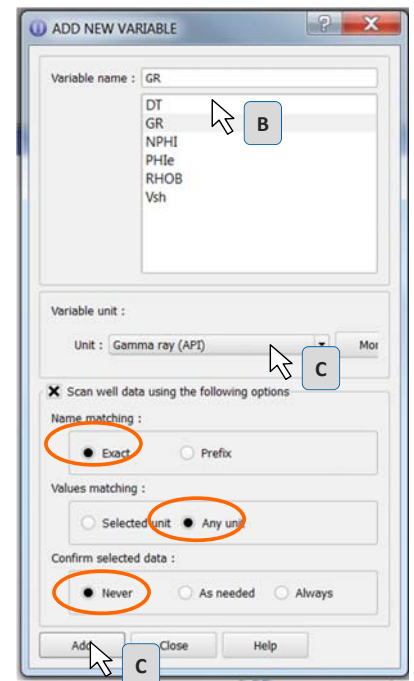 ADD NEW VARIABLE ? X
Variable name : GR
DT
GR
NPHI
PHIe
RHOB
Vsh
B
Variable unit :
Unit : Gamma ray (API) Mor
C
X Scan well data using the following options
Name matching :
Exact Prefix
Values matching :
Selected unit Any unit
Confirm selected data :
Never As needed Always
Add Close Help
C